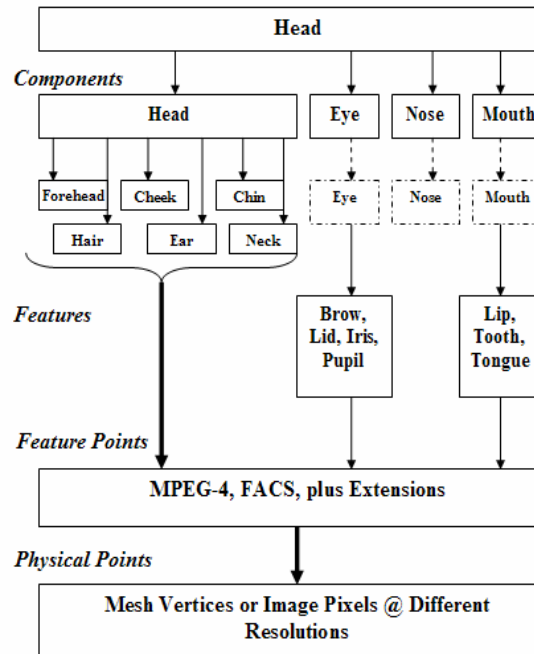 Head
Components
Head
Eye
Nose
Mouth
Forehead
Cheek
Chin
Eye
Nose
Mouth
Hair
Ear
Neck
Features
Brow,
Lid, Iris,
Pupil
Lip,
Tooth,
Tongue
Feature Points
MPEG-4, FACS, plus Extensions
Physical Points
Mesh Vertices or Image Pixels @ Different
Resolutions